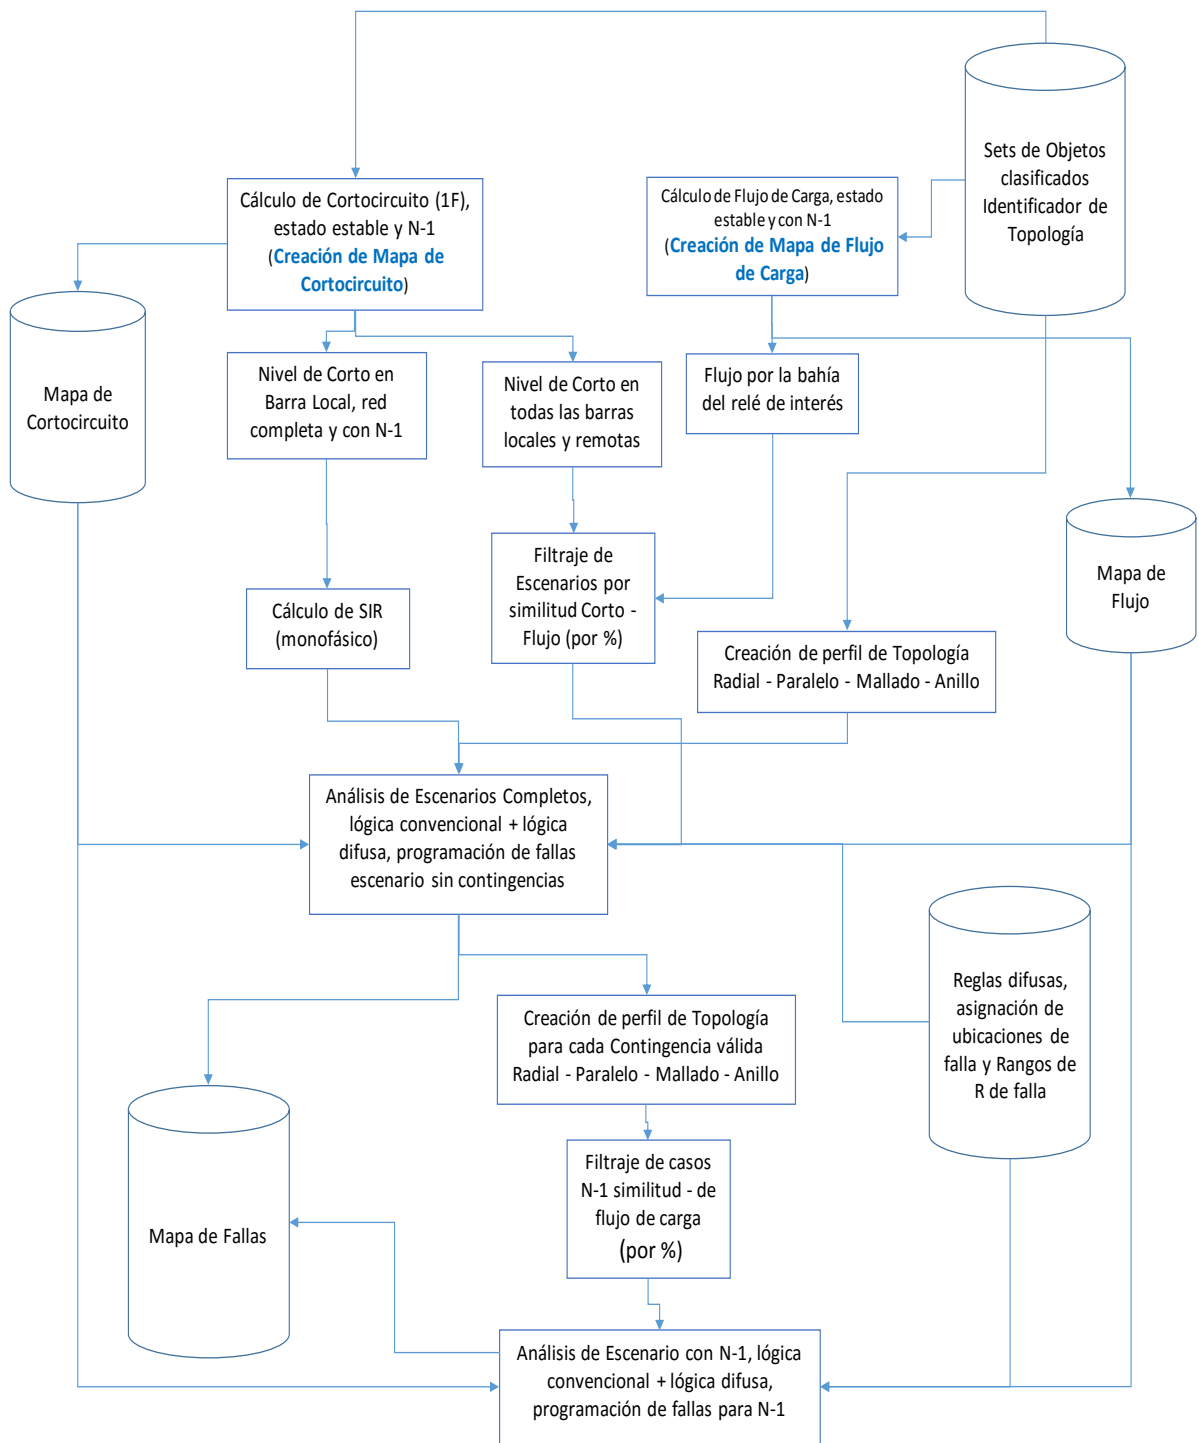 Sets de Objetos
clasificados
Identificador de
Topología
Cálculo de Cortocircuito (1F),
estado estable y N-1
(Creación de Mapa de
Cortocircuito)
Cálculo de Flujo de Carga, estado
estable y con N-1
(Creación de Mapa de Flujo
de Carga)
Mapa de
Cortocircuito
Nivel de Corto en
Barra Local, red
completa y con N-1
Nivel de Corto en
todas las barras
locales y remotas
Flujo por la bahía
del relé de interés
Mapa de
Flujo
Filtraje de
Escenarios por
similitud Corto -
Flujo (por %)
Cálculo de SIR
(monofásico)
Creación de perfil de Topología
Radial - Paralelo - Mallado - Anillo
Análisis de Escenarios Completos,
lógica convencional + lógica
difusa, programación de fallas
escenario sin contingencias
Reglas difusas,
asignación de
ubicaciones de
falla y Rangos de
R de falla
Creación de perfil de Topología
para cada Contingencia válida
Radial - Paralelo - Mallado - Anillo
Mapa de Fallas
Filtraje de casos
N-1 similitud - de
flujo de carga
(por %)
Análisis de Escenario con N-1, lógica
convencional + lógica difusa,
programación de fallas para N-1